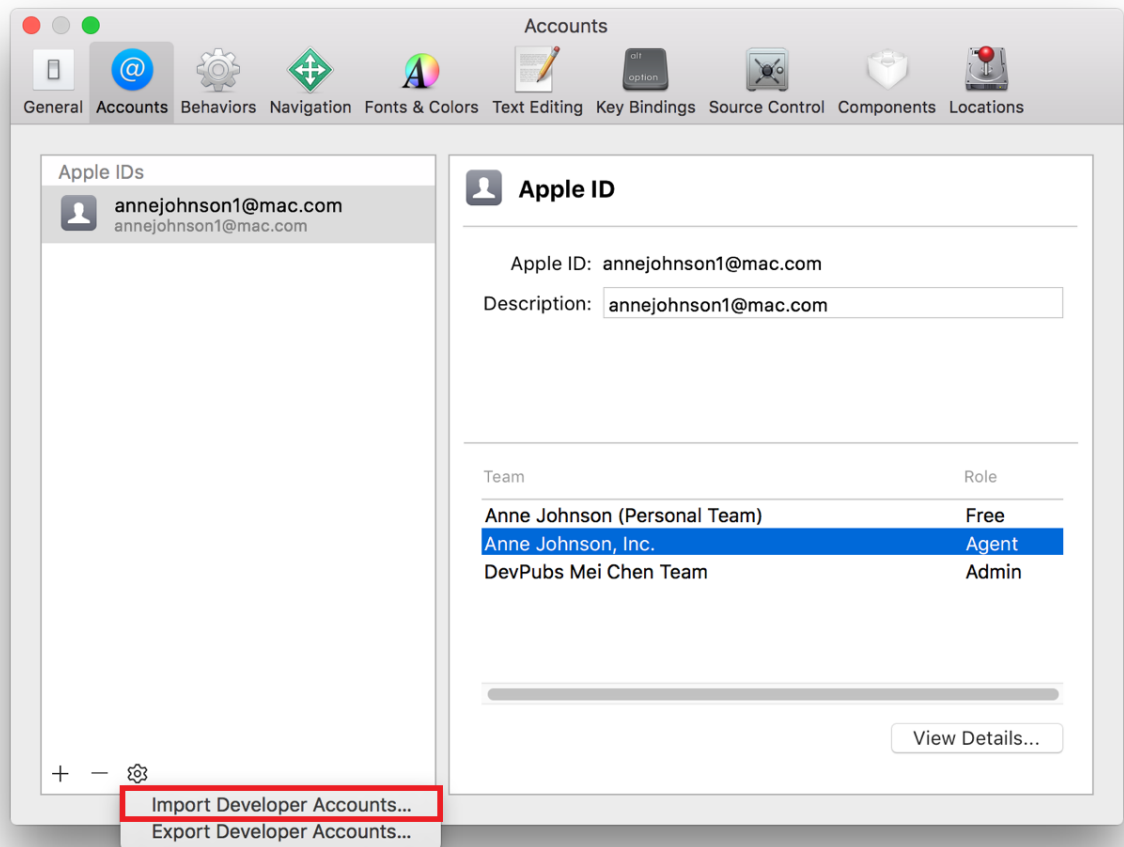 Accounts
General Accounts Behaviors Navigation Fonts & Colors Text Editing alt option Key Bindings Source Control Components Locations
Apple IDs
annejohnson1@mac.com
annejohnson1@mac.com
Apple ID
Apple ID: annejohnson1@mac.com
Description: annejohnson1@mac.com
Team Role
Anne Johnson (Personal Team) Free
Anne Johnson, Inc. Agent
DevPubs Mei Chen Team Admin
View Details...
Import Developer Accounts...
Export Developer Accounts...